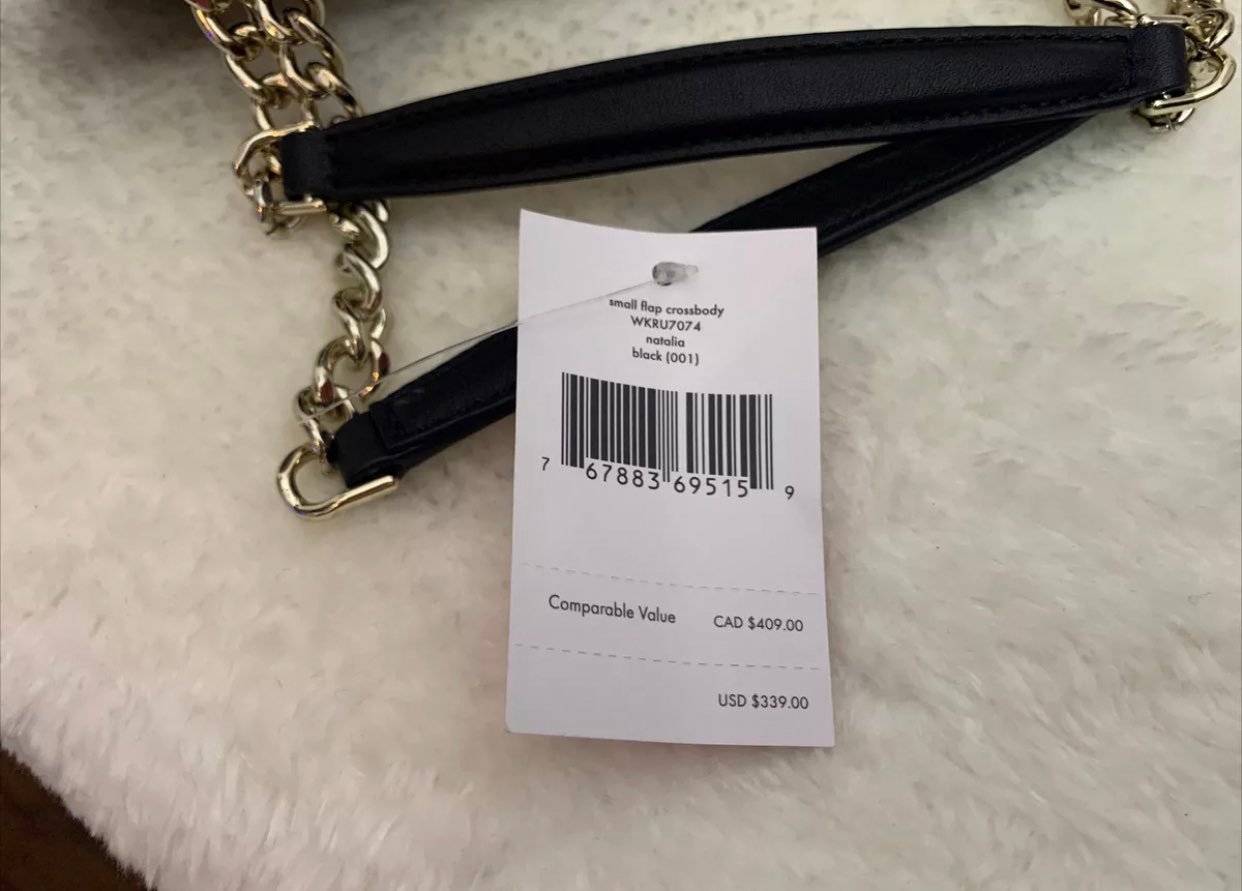 small flap crossbody
WKRU7074
natalia
black (001)
7 67883 69515 9
Comparable Value CAD $409.00
USD $339.00